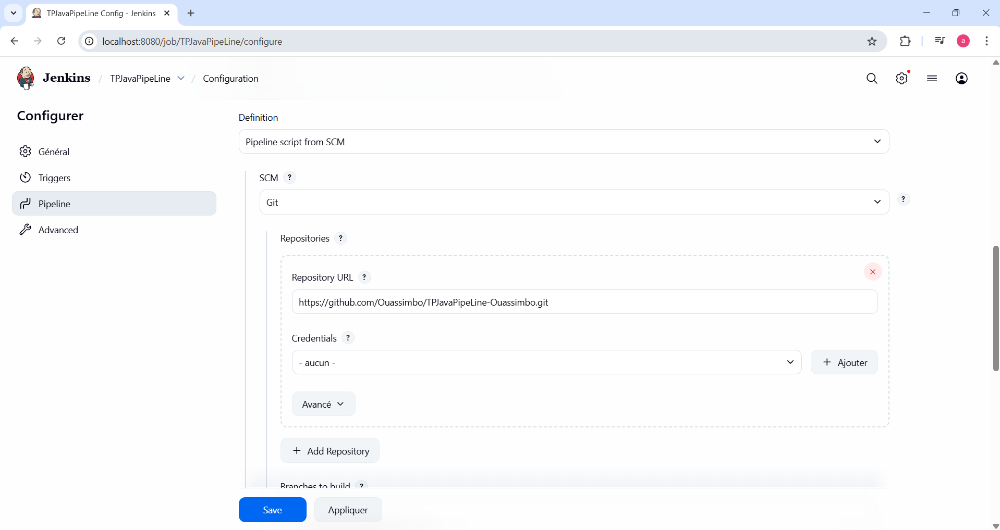 TPJavaPipeLine Config - Jenkins
localhost:8080/job/TPJavaPipeLine/configure
a
Jenkins / TPJavaPipeLine / Configuration
Configurer
Général
Triggers
Pipeline
Advanced
Definition
Pipeline script from SCM
SCM ?
Git
?
Repositories ?
Repository URL ?
https://github.com/Ouassimbo/TPJavaPipeLine-Ouassimbo.git
Credentials ?
- aucun -
+ Ajouter
Avancé
+ Add Repository
Branches to build ?
Save
Appliquer